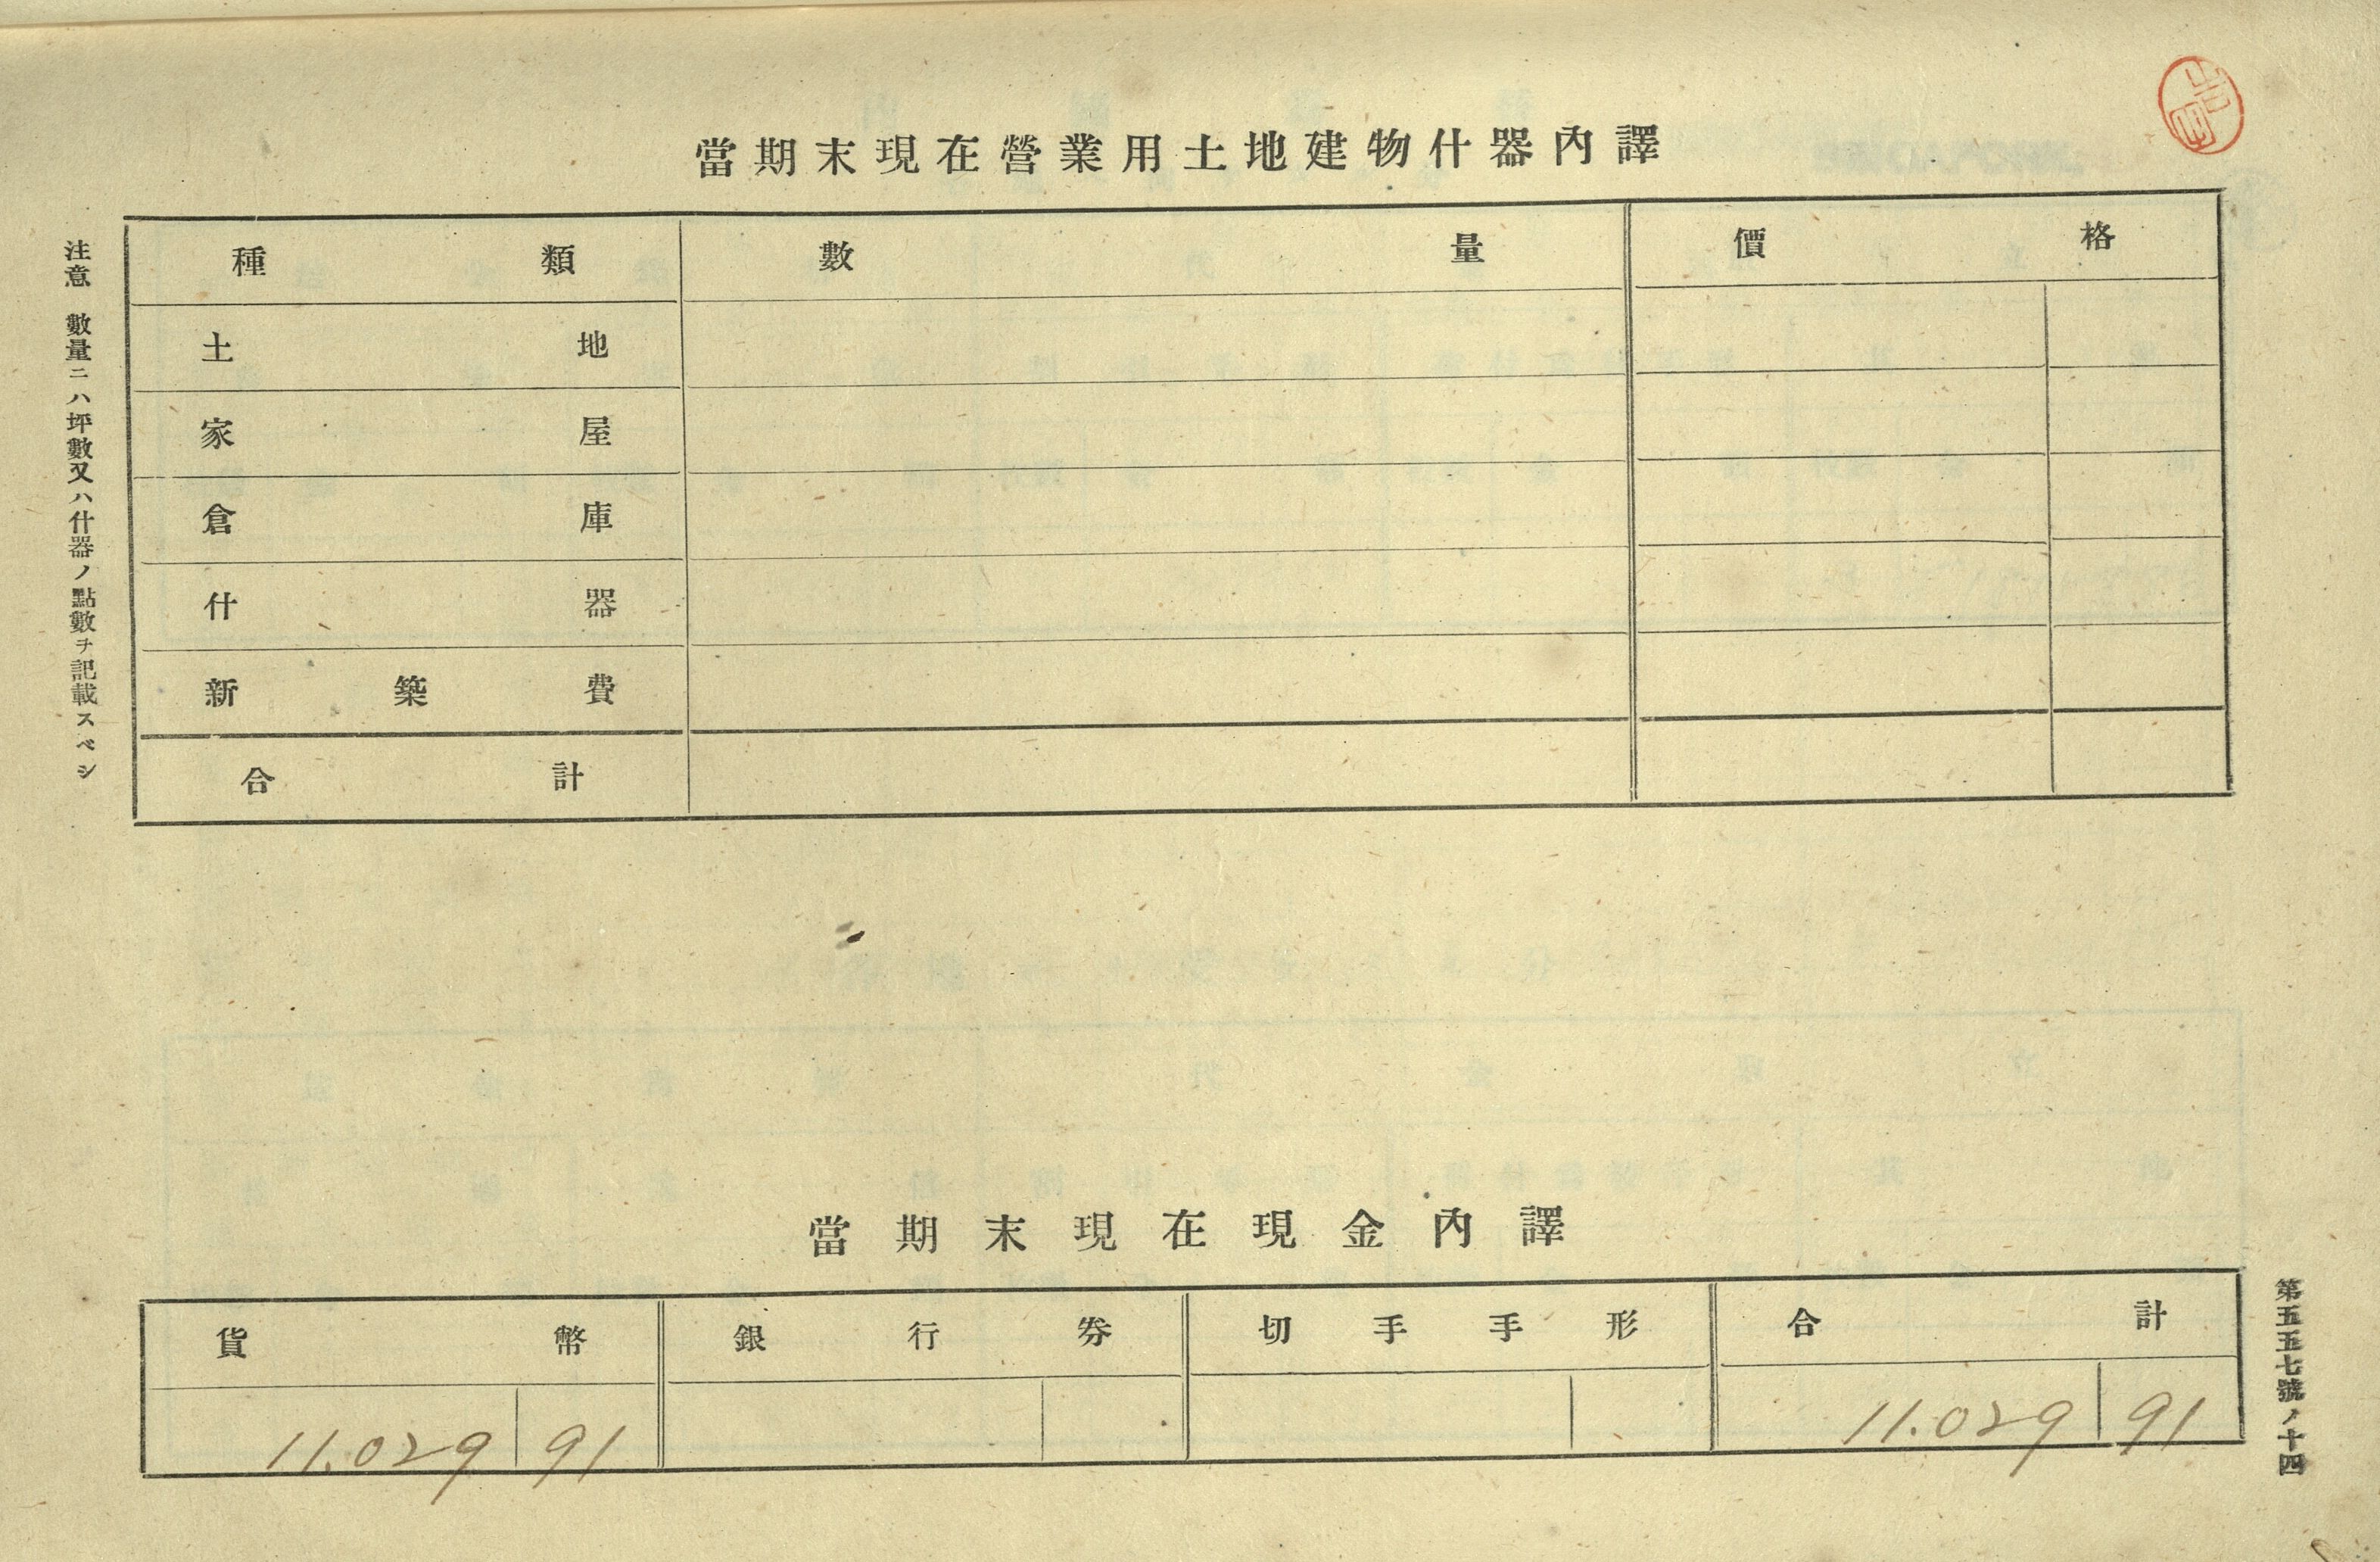 當期末現在營業用土地建物什器內譯
種類 數量 價格
土地
家屋
倉庫
什器
新築費
合計
注意 數量ニハ坪數又ハ什器ノ點數ヲ記載スベシ
當期末現在現金內譯
貨幣 銀行券 切手手形 合計
11.029 91 11.029 91
第五五七號ノ十四